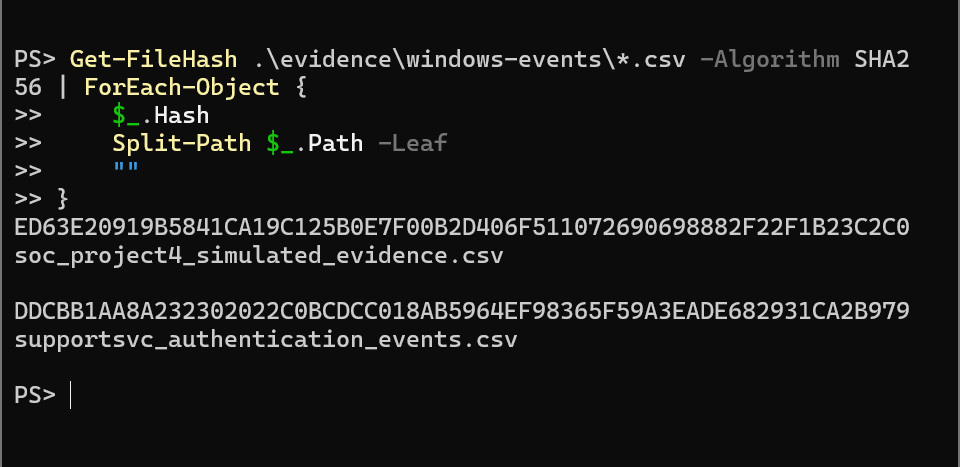 PS> Get-FileHash .\evidence\windows-events\*.csv -Algorithm SHA2
56 | ForEach-Object {
>>     $_.Hash
>>     Split-Path $_.Path -Leaf
>>     ""
>> }
ED63E20919B5841CA19C125B0E7F00B2D406F511072690698882F22F1B23C2C0
soc_project4_simulated_evidence.csv

DDCBB1AA8A232302022C0BCDCC018AB5964EF98365F59A3EADE682931CA2B979
supportsvc_authentication_events.csv

PS>